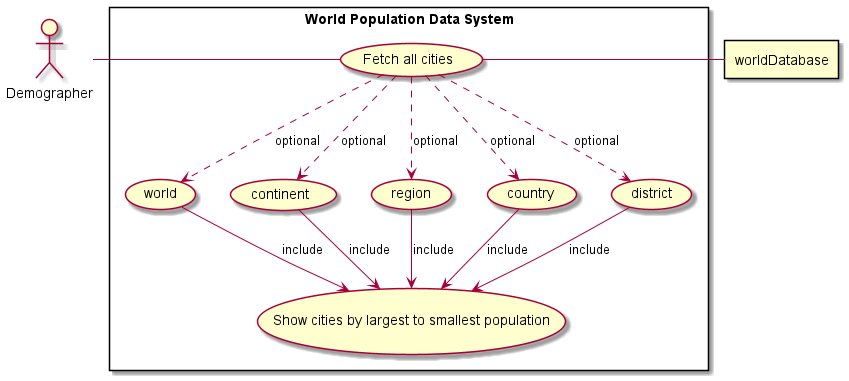 World Population Data System
Fetch all cities
worldDatabase
Demographer
optional optional optional optional optional
world continent region country district
include include include include include
Show cities by largest to smallest population